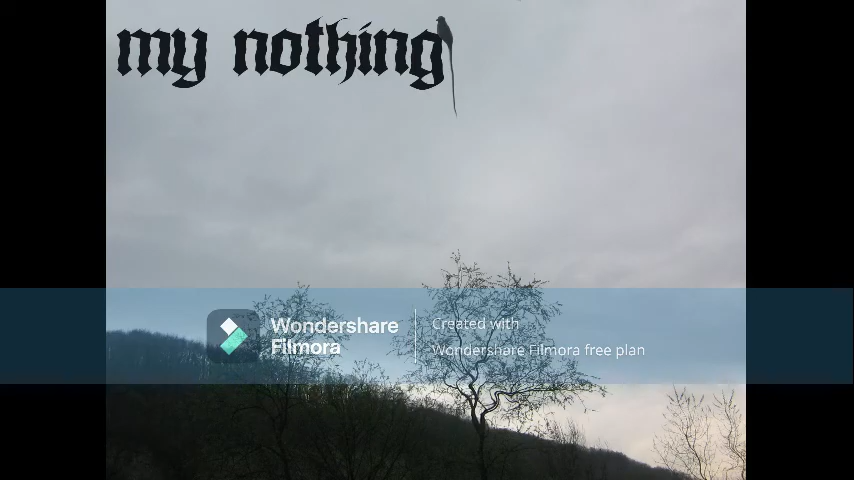 my nothing
Wondershare
Filmora
Created with
Wondershare Filmora free plan